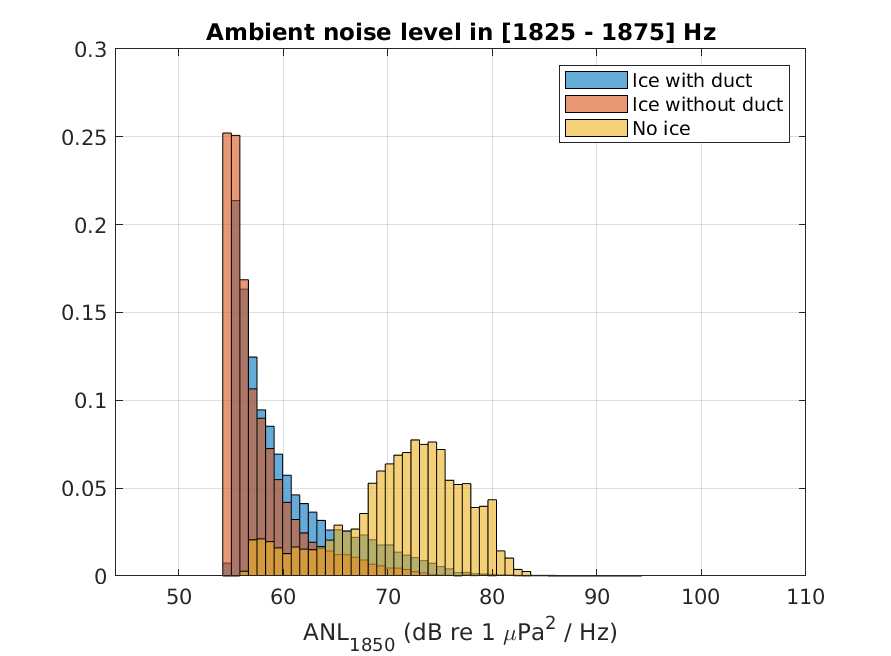 Ambient noise level in [1825 - 1875] Hz
0.3
0.25
0.2
0.15
0.1
0.05
0
Ice with duct
Ice without duct
No ice
50 60 70 80 90 100 110
ANL₁₈₅₀ (dB re 1 μPa² / Hz)